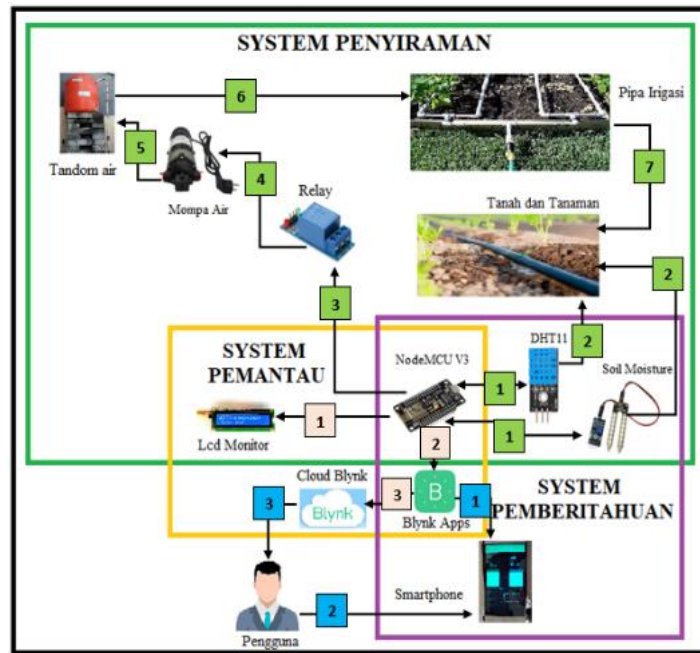 SYSTEM PENYIRAMAN
6
Pipa Irigasi
5
7
Tandom air
4
Mompa Air
Relay
Tanah dan Tanaman
2
3
2
SYSTEM
PEMANTAU
NodeMCU V3
DHT11
Soil Moisture
1
1
1
Lcd Monitor
2
Cloud Blynk
Blynk
3
B
1
Blynk Apps
SYSTEM
PEMBERITAHUAN
3
Smartphone
2
Pengguna